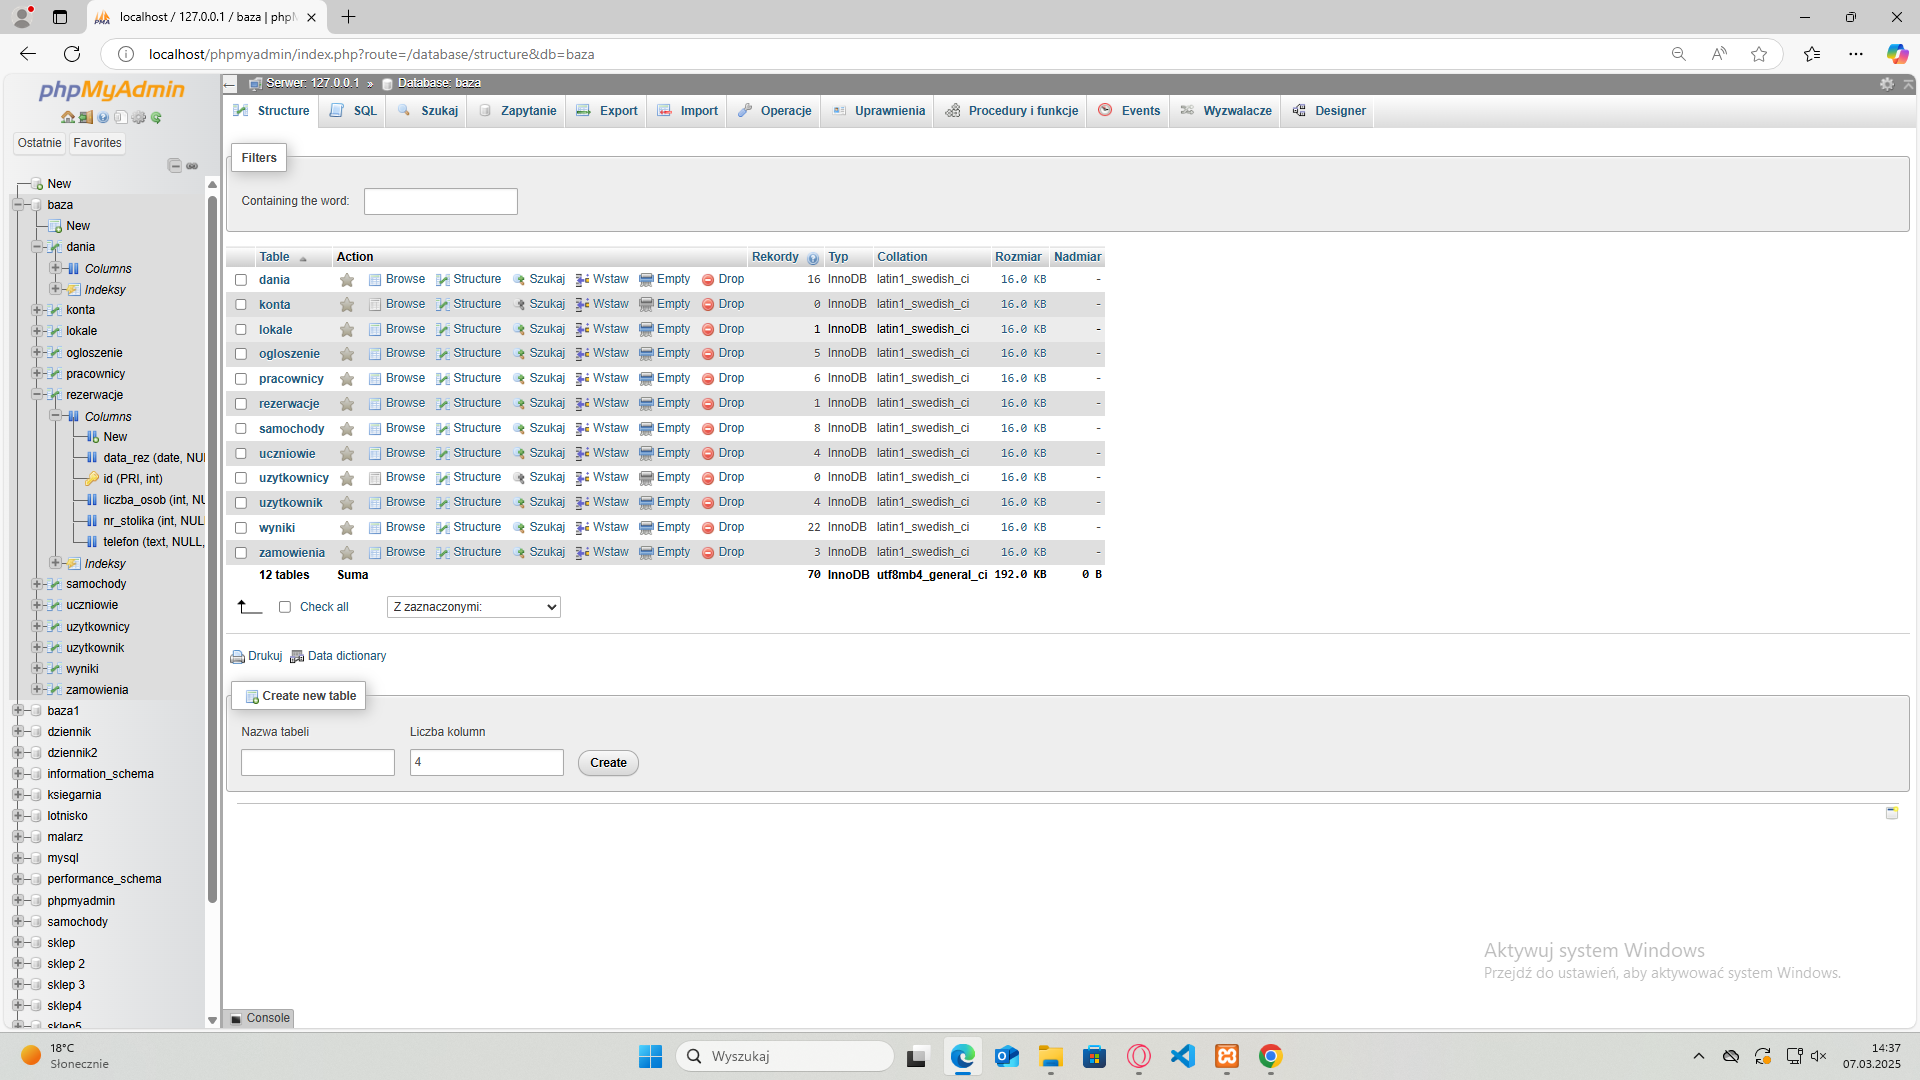 localhost / 127.0.0.1 / baza | phpM
localhost/phpmyadmin/index.php?route=/database/structure&db=baza
phpMyAdmin
Ostatnie Favorites
New
baza
New
dania
Columns
Indeksy
konta
lokale
ogloszenie
pracownicy
rezerwacje
Columns
New
data_rez (date, NUL
id (PRI, int)
liczba_osob (int, NU
nr_stolika (int, NULL
telefon (text, NULL,
Indeksy
samochody
uczniowie
uzytkownicy
uzytkownik
wyniki
zamowienia
baza1
dziennik
dziennik2
information_schema
ksiegarnia
lotnisko
malarz
mysql
performance_schema
phpmyadmin
samochody
sklep
sklep 2
sklep 3
sklep4
sklep5
Serwer: 127.0.0.1 » Database: baza
Structure SQL Szukaj Zapytanie Export Import Operacje Uprawnienia Procedury i funkcje Events Wyzwalacze Designer
Filters
Containing the word:
Table Action Rekordy Typ Collation Rozmiar Nadmiar
dania Browse Structure Szukaj Wstaw Empty Drop 16 InnoDB latin1_swedish_ci 16.0 KB -
konta Browse Structure Szukaj Wstaw Empty Drop 0 InnoDB latin1_swedish_ci 16.0 KB -
lokale Browse Structure Szukaj Wstaw Empty Drop 1 InnoDB latin1_swedish_ci 16.0 KB -
ogloszenie Browse Structure Szukaj Wstaw Empty Drop 5 InnoDB latin1_swedish_ci 16.0 KB -
pracownicy Browse Structure Szukaj Wstaw Empty Drop 6 InnoDB latin1_swedish_ci 16.0 KB -
rezerwacje Browse Structure Szukaj Wstaw Empty Drop 1 InnoDB latin1_swedish_ci 16.0 KB -
samochody Browse Structure Szukaj Wstaw Empty Drop 8 InnoDB latin1_swedish_ci 16.0 KB -
uczniowie Browse Structure Szukaj Wstaw Empty Drop 4 InnoDB latin1_swedish_ci 16.0 KB -
uzytkownicy Browse Structure Szukaj Wstaw Empty Drop 0 InnoDB latin1_swedish_ci 16.0 KB -
uzytkownik Browse Structure Szukaj Wstaw Empty Drop 4 InnoDB latin1_swedish_ci 16.0 KB -
wyniki Browse Structure Szukaj Wstaw Empty Drop 22 InnoDB latin1_swedish_ci 16.0 KB -
zamowienia Browse Structure Szukaj Wstaw Empty Drop 3 InnoDB latin1_swedish_ci 16.0 KB -
12 tables Suma 70 InnoDB utf8mb4_general_ci 192.0 KB 0 B
Check all Z zaznaczonymi:
Drukuj Data dictionary
Create new table
Nazwa tabeli Liczba kolumn
4 Create
Console
Aktywuj system Windows
Przejdź do ustawień, aby aktywować system Windows.
18°C
Słonecznie
Wyszukaj
14:37
07.03.2025